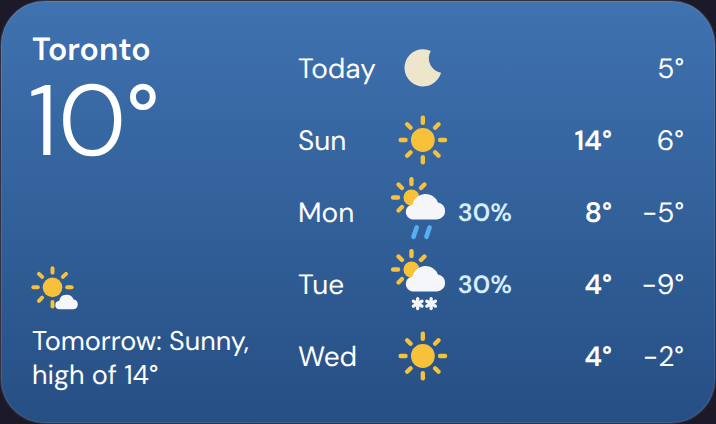 Toronto
10°
Tomorrow: Sunny,
high of 14°
Today 5°
Sun 14° 6°
Mon 30% 8° −5°
Tue 30% 4° −9°
Wed 4° −2°